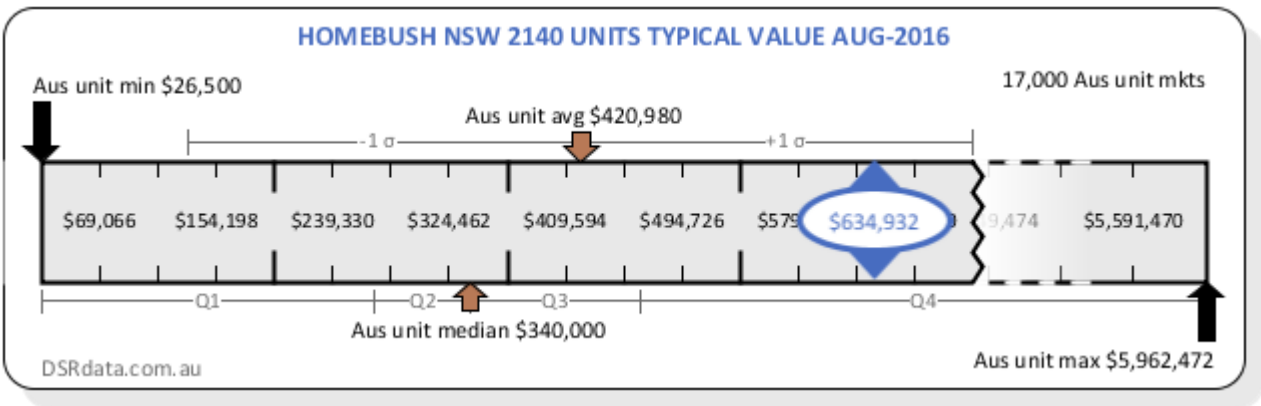 HOMEBUSH NSW 2140 UNITS TYPICAL VALUE AUG-2016
Aus unit min $26,500
17,000 Aus unit mkts
Aus unit avg $420,980
-1 σ
+1 σ
$69,066 $154,198 $239,330 $324,462 $409,594 $494,726 $579 $634,932 9,474 $5,591,470
Q1 Q2 Q3 Q4
Aus unit median $340,000
Aus unit max $5,962,472
DSRdata.com.au